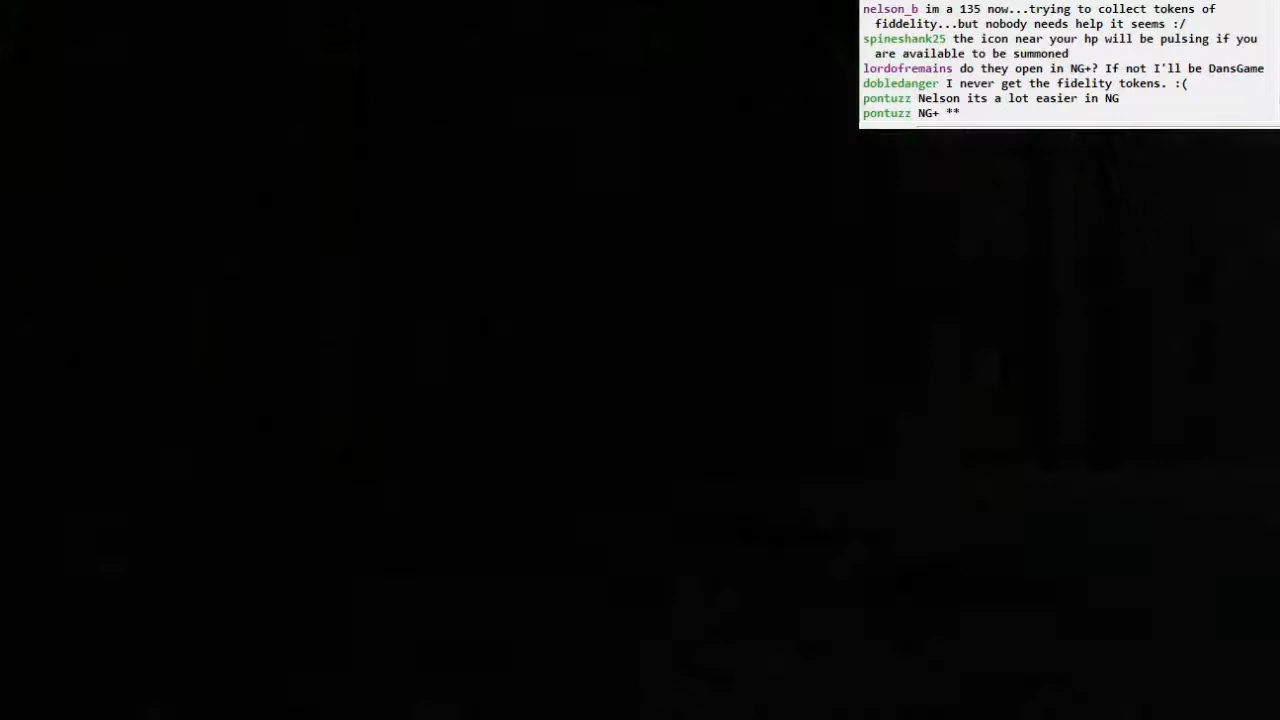 nelson_b im a 135 now...trying to collect tokens of
fiddelity...but nobody needs help it seems :/
spineshank25 the icon near your hp will be pulsing if you
are available to be summoned
lordofremains do they open in NG+? If not I'll be DansGame
dobledanger I never get the fidelity tokens. :(
pontuzz Nelson its a lot easier in NG
pontuzz NG+ **